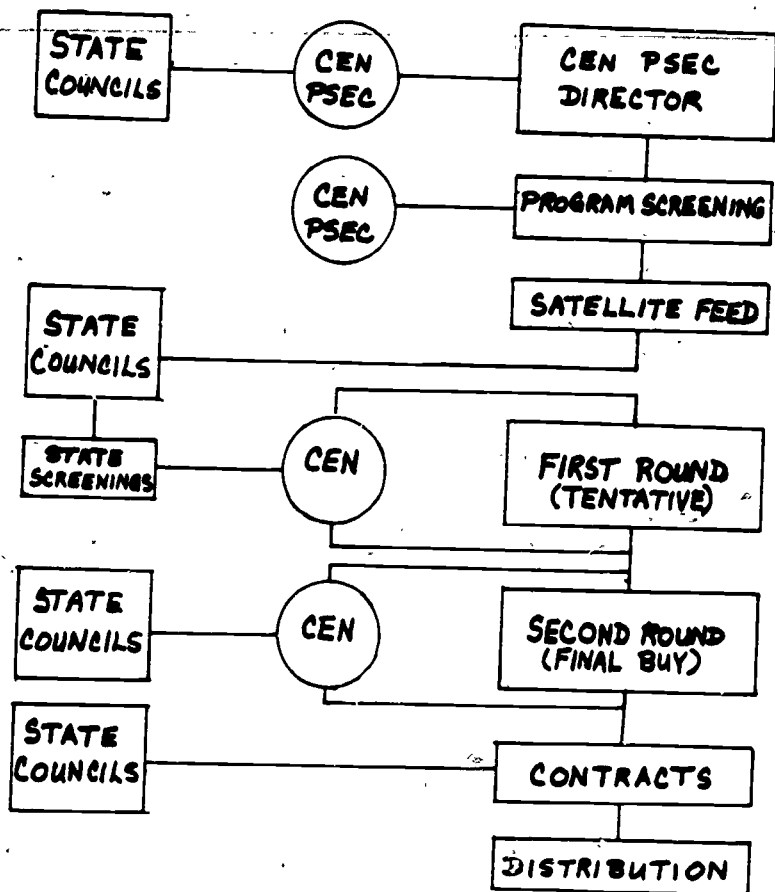 STATE
COUNCILS
CEN
PSEC
CEN PSEC
DIRECTOR
CEN
PSEC
PROGRAM SCREENING
SATELLITE FEED
STATE
COUNCILS
STATE
SCREENINGS
CEN
FIRST ROUND
(TENTATIVE)
STATE
COUNCILS
CEN
SECOND ROUND
(FINAL BUY)
STATE
COUNCILS
CONTRACTS
DISTRIBUTION